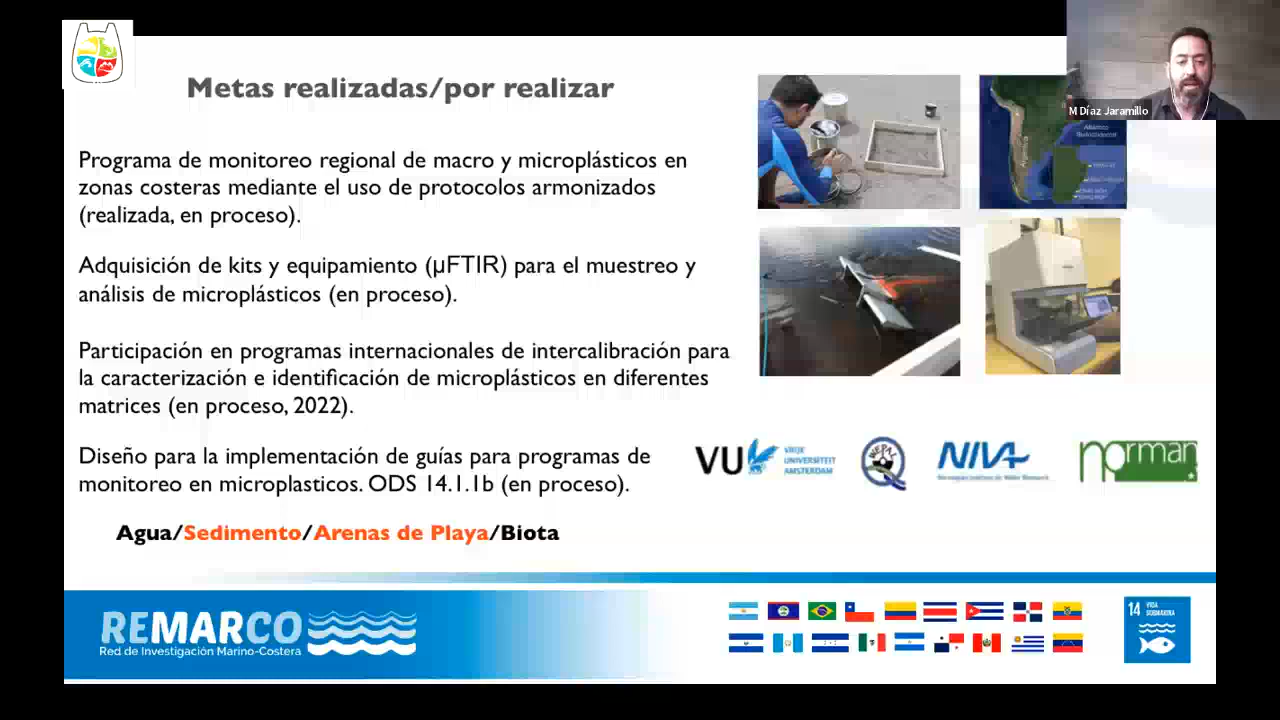 Metas realizadas/por realizar
M Díaz Jaramillo
Argentina
Programa de monitoreo regional de macro y microplásticos en
zonas costeras mediante el uso de protocolos armonizados
(realizada, en proceso).
Adquisición de kits y equipamiento (µFTIR) para el muestreo y
análisis de microplásticos (en proceso).
Participación en programas internacionales de intercalibración para
la caracterización e identificación de microplásticos en diferentes
matrices (en proceso, 2022).
Diseño para la implementación de guías para programas de
monitoreo en microplasticos. ODS 14.1.1b (en proceso).
VU
VRIJE
UNIVERSITEIT
AMSTERDAM
NIVA
norman
Agua/Sedimento/Arenas de Playa/Biota
REMARCO
Red de Investigación Marino-Costera
14 VIDA
SUBMARINA